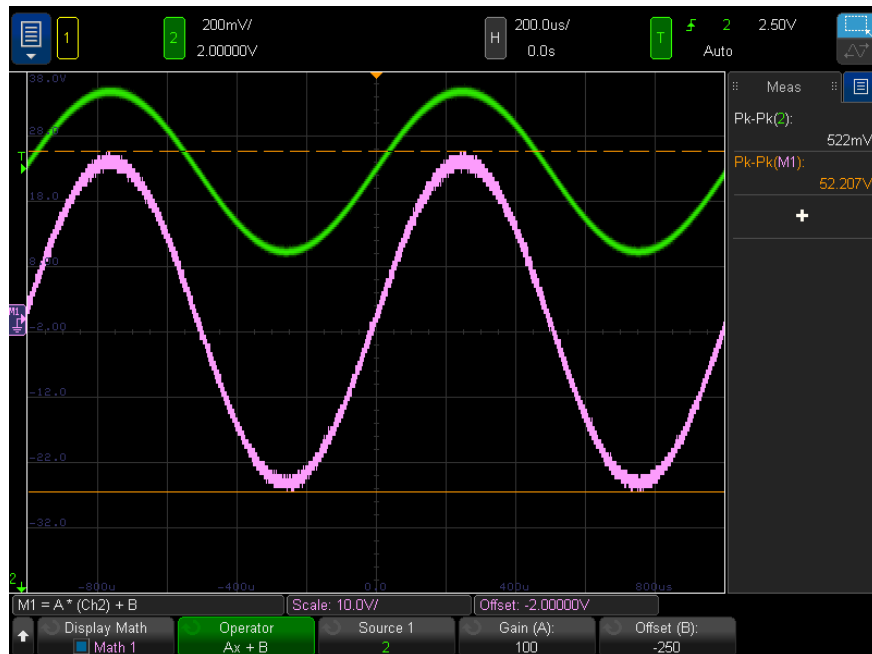 1
2
200mV/
2.00000V
H
200.0us/
0.0s
T
2
2.50V
Auto
Meas
Pk-Pk(2):
522mV
Pk-Pk(M1):
52.207V
+
38.0V
28.0
18.0
8.00
-2.00
-12.0
-22.0
-32.0
T
M1
2
-800u
-400u
0.0
400u
800us
M1 = A * (Ch2) + B
Scale: 10.0V/
Offset: -2.00000V
Display Math
Math 1
Operator
Ax + B
Source 1
2
Gain (A):
100
Offset (B):
-250